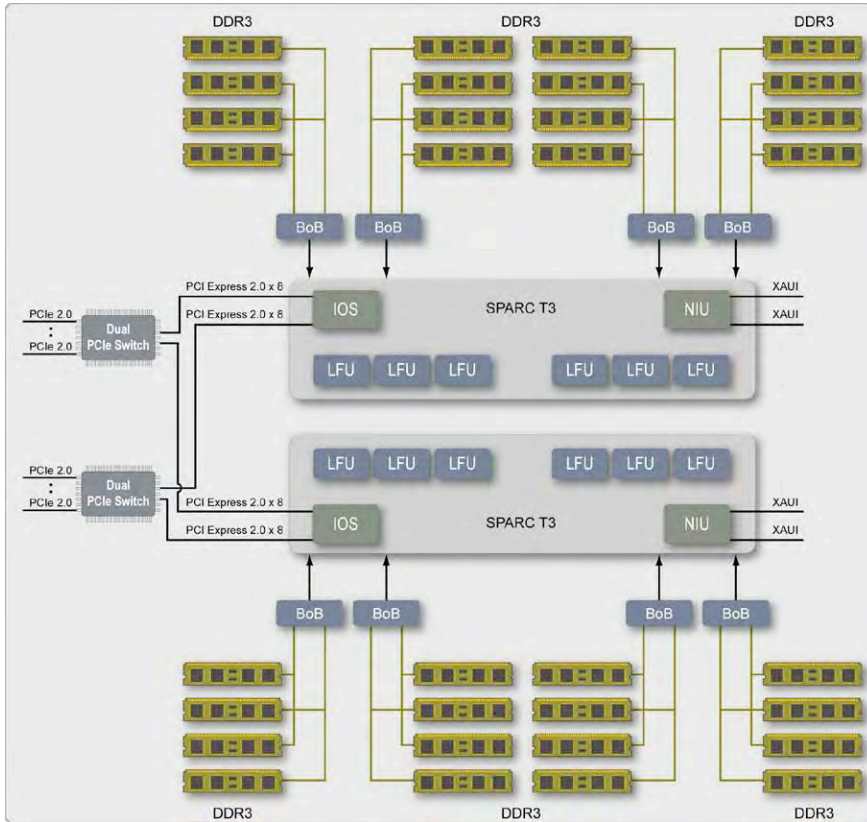 DDR3 DDR3 DDR3
BoB BoB BoB BoB
PCI Express 2.0 x 8 XAUI
IOS SPARC T3 NIU
PCIe 2.0 PCI Express 2.0 x 8 XAUI
:
PCIe 2.0
Dual
PCIe Switch
LFU LFU LFU LFU LFU LFU
LFU LFU LFU LFU LFU LFU
PCIe 2.0
:
PCIe 2.0
Dual
PCIe Switch
PCI Express 2.0 x 8 XAUI
IOS SPARC T3 NIU
PCI Express 2.0 x 8 XAUI
BoB BoB BoB BoB
DDR3 DDR3 DDR3